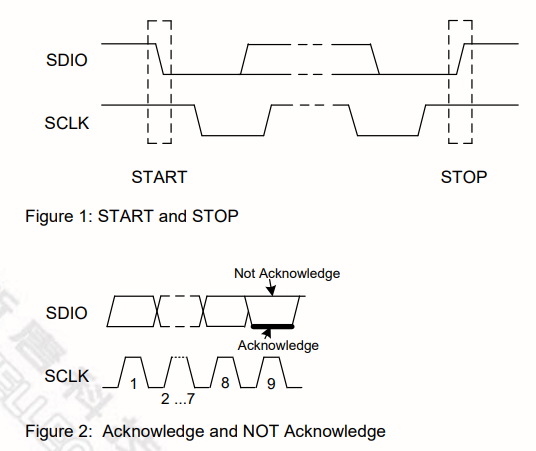 SDIO
SCLK
START STOP
Figure 1: START and STOP
Not Acknowledge
SDIO
Acknowledge
SCLK 1 8 9
2 ...7
Figure 2: Acknowledge and NOT Acknowledge